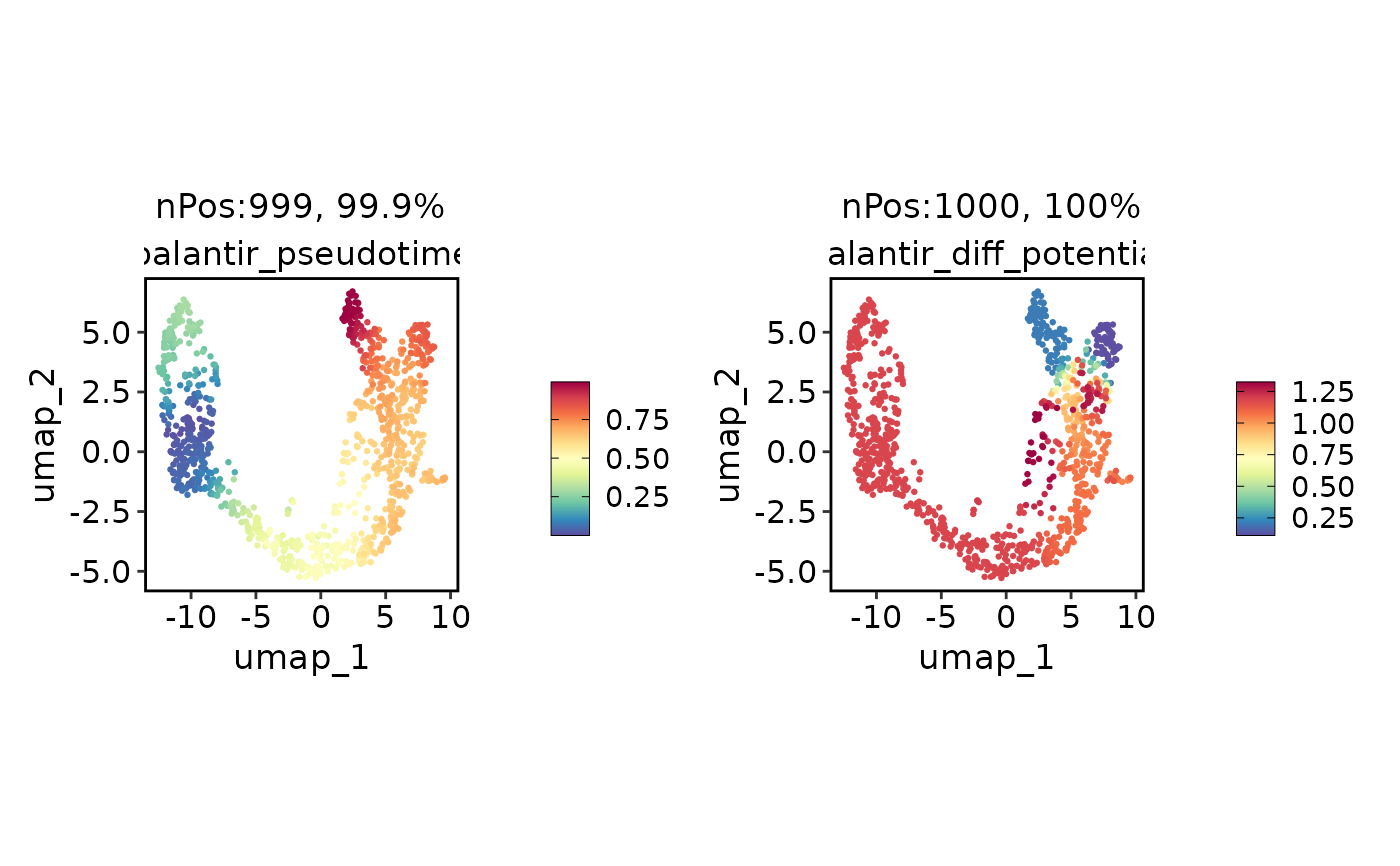 nPos:999, 99.9%
palantir_pseudotime
umap_2
5.0
2.5
0.0
-2.5
-5.0
-10 -5 0 5 10
umap_1
0.75
0.50
0.25
nPos:1000, 100%
alantir_diff_potentia
umap_2
5.0
2.5
0.0
-2.5
-5.0
-10 -5 0 5 10
umap_1
1.25
1.00
0.75
0.50
0.25